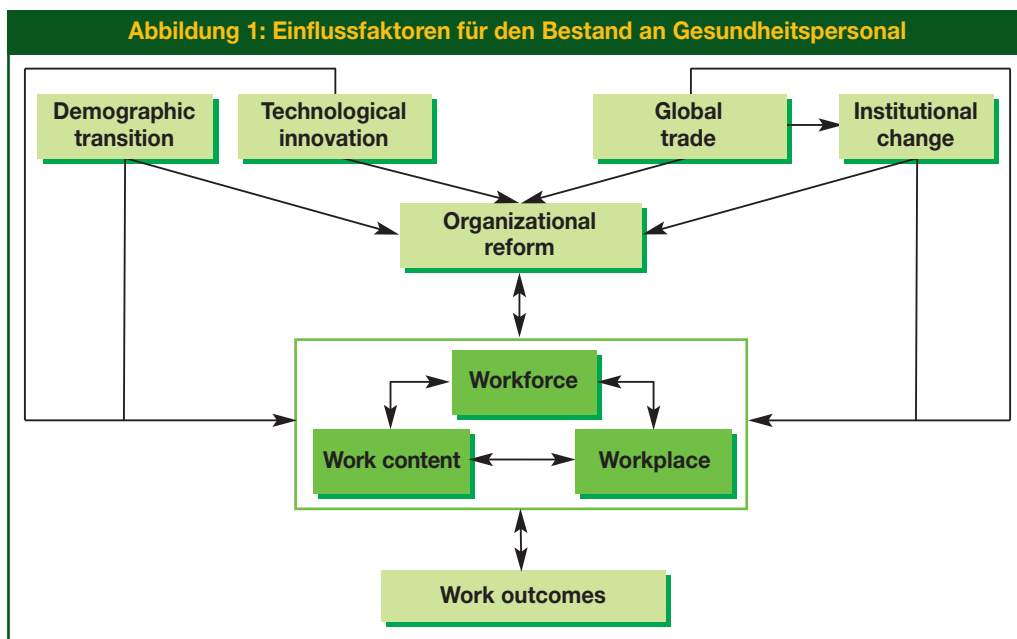 Abbildung 1: Einflussfaktoren für den Bestand an Gesundheitspersonal
Demographic
transition
Technological
innovation
Global
trade
Institutional
change
Organizational
reform
Workforce
Work content
Workplace
Work outcomes